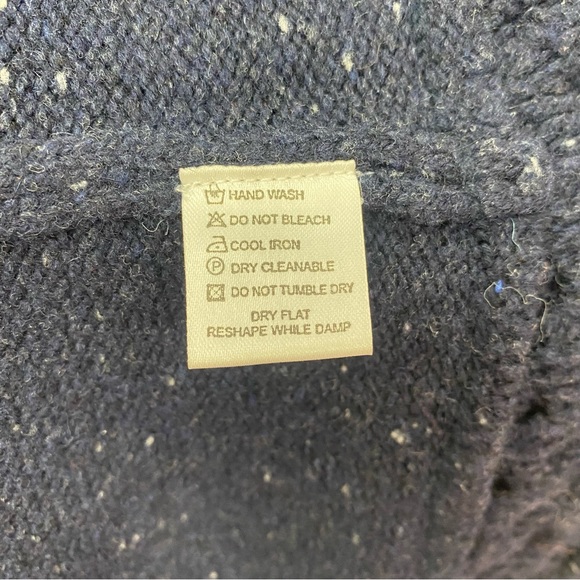 HAND WASH
DO NOT BLEACH
COOL IRON
P DRY CLEANABLE
DO NOT TUMBLE DRY
DRY FLAT
RESHAPE WHILE DAMP